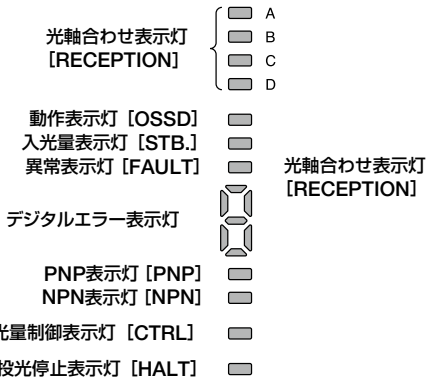 光軸合わせ表示灯
[RECEPTION]
A
B
C
D
動作表示灯 [OSSD]
入光量表示灯 [STB.]
異常表示灯 [FAULT]
光軸合わせ表示灯
[RECEPTION]
デジタルエラー表示灯
PNP表示灯 [PNP]
NPN表示灯 [NPN]
光量制御表示灯 [CTRL]
投光停止表示灯 [HALT]